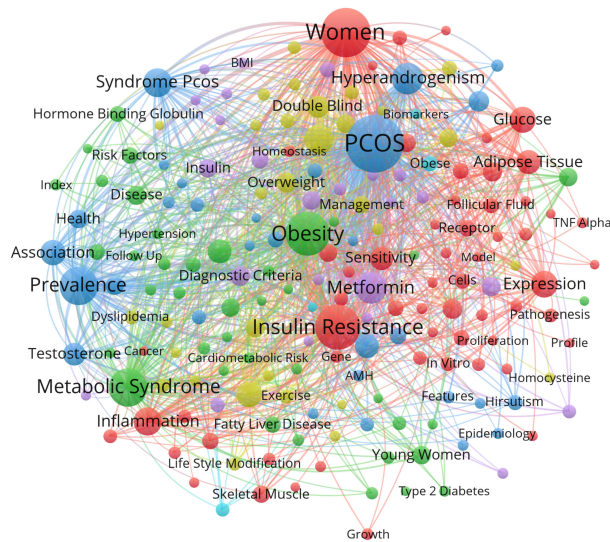 Women
BMI
Syndrome Pcos
Hyperandrogenism
Double Blind
Hormone Binding Globulin
Biomarkers
Glucose
PCOS
Homeostasis
Risk Factors
Insulin
Obese
Adipose Tissue
Index
Overweight
Disease
Management
Follicular Fluid
Health
TNF Alpha
Hypertension
Obesity
Receptor
Association
Follow Up
Sensitivity
Model
Prevalence
Diagnostic Criteria
Metformin
Cells
Expression
Dyslipidemia
Insulin Resistance
Pathogenesis
Testosterone
Cancer
Cardiometabolic Risk
Gene
Proliferation
Profile
In Vitro
AMH
Homocysteine
Metabolic Syndrome
Exercise
Features
Hirsutism
Inflammation
Fatty Liver Disease
Epidemiology
Life Style Modification
Young Women
Skeletal Muscle
Type 2 Diabetes
Growth